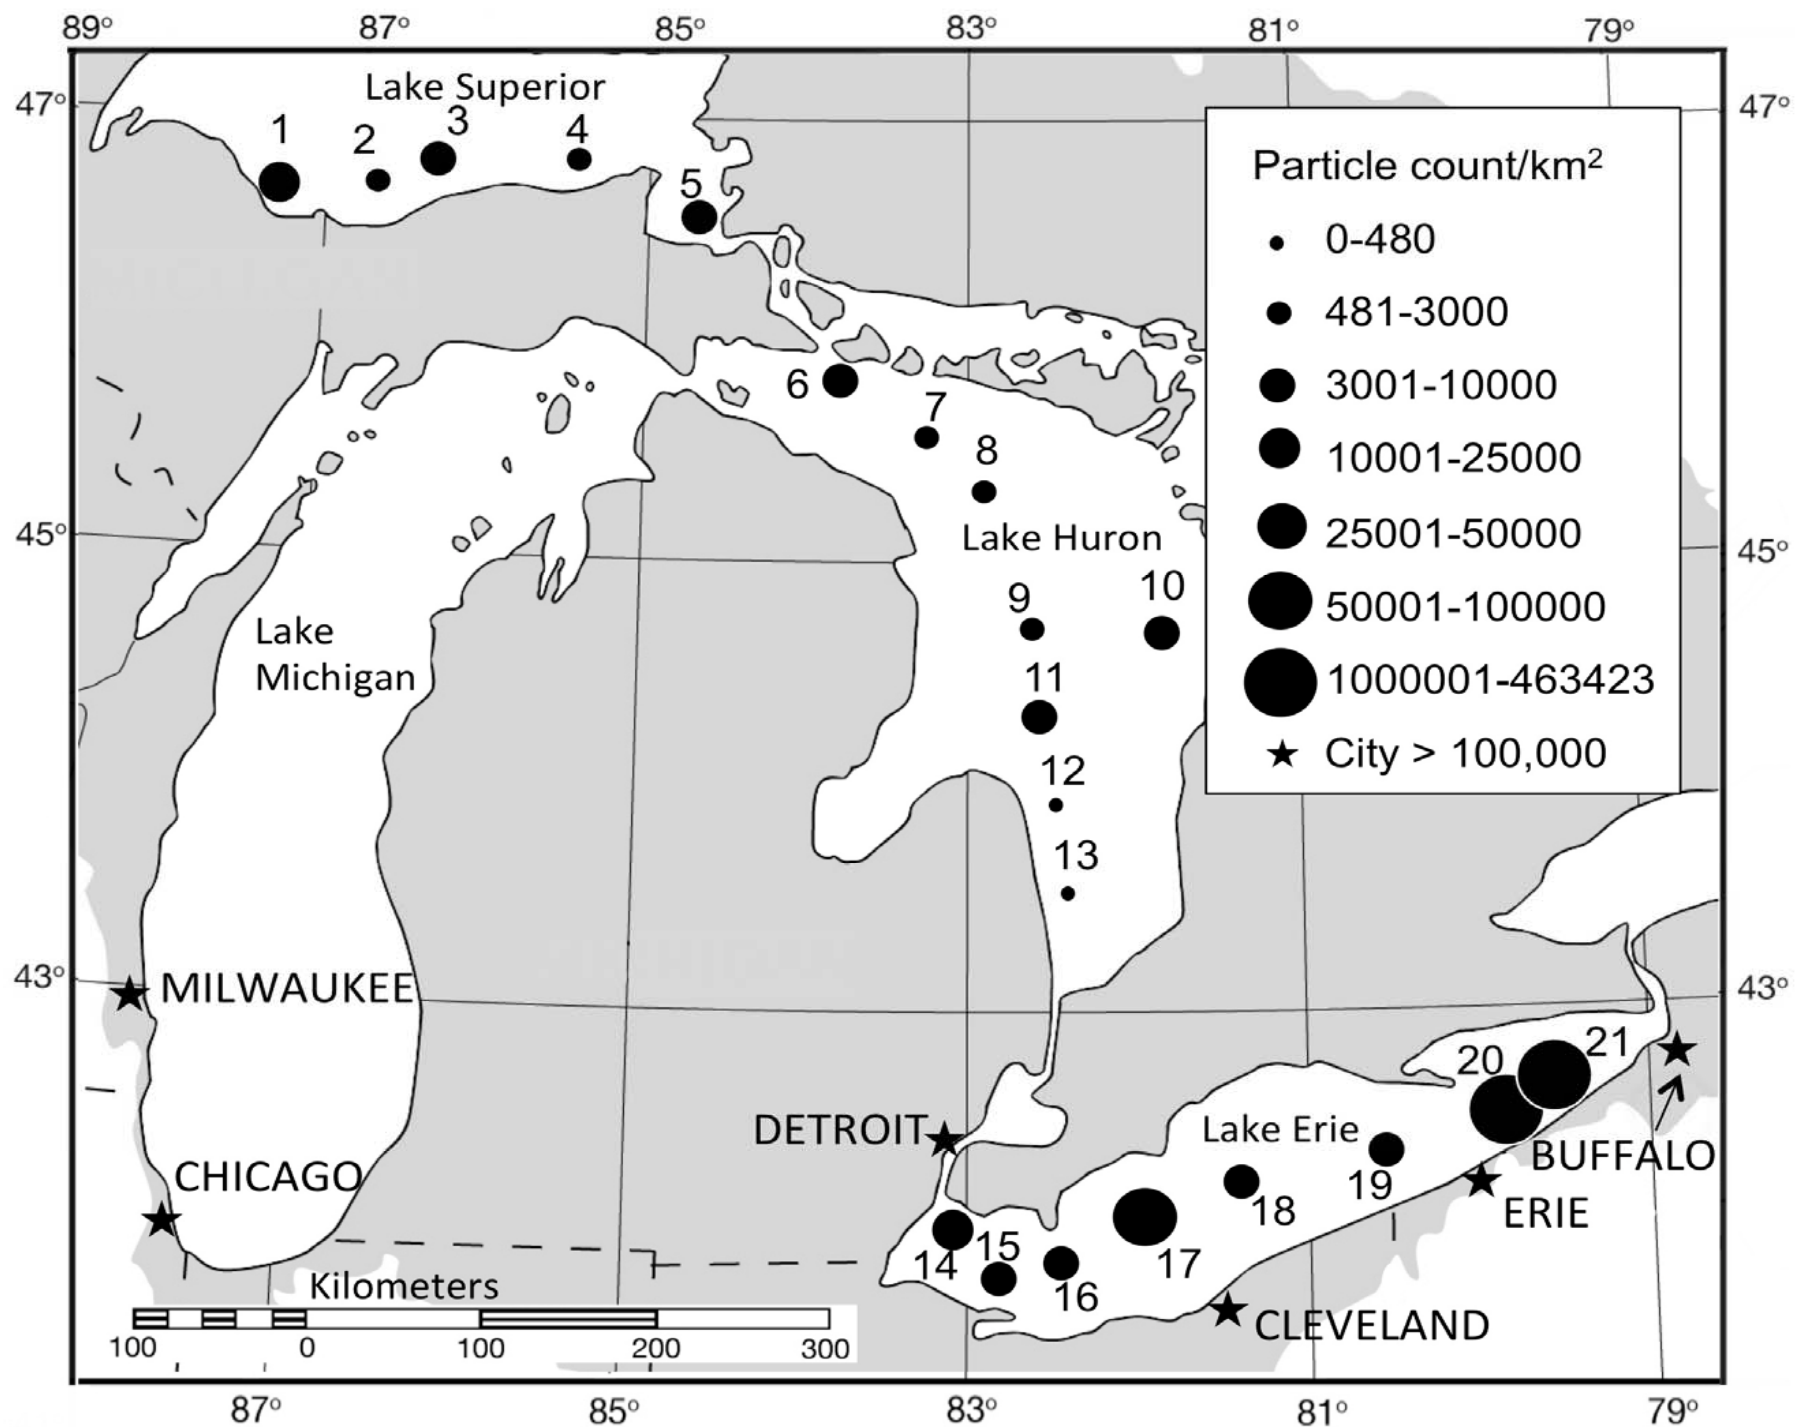 89° 87° 85° 83° 81° 79°
47°
47°
Lake Superior
1
2
3
4
5
Particle count/km²
0-480
481-3000
3001-10000
10001-25000
25001-50000
50001-100000
1000001-463423
City > 100,000
6
7
8
45°
45°
Lake Huron
9
10
11
12
13
Lake
Michigan
43°
43°
MILWAUKEE
CHICAGO
DETROIT
Lake Erie
20
21
BUFFALO
19
ERIE
18
17
14
15
16
CLEVELAND
Kilometers
100 0 100 200 300
87° 85° 83° 81° 79°